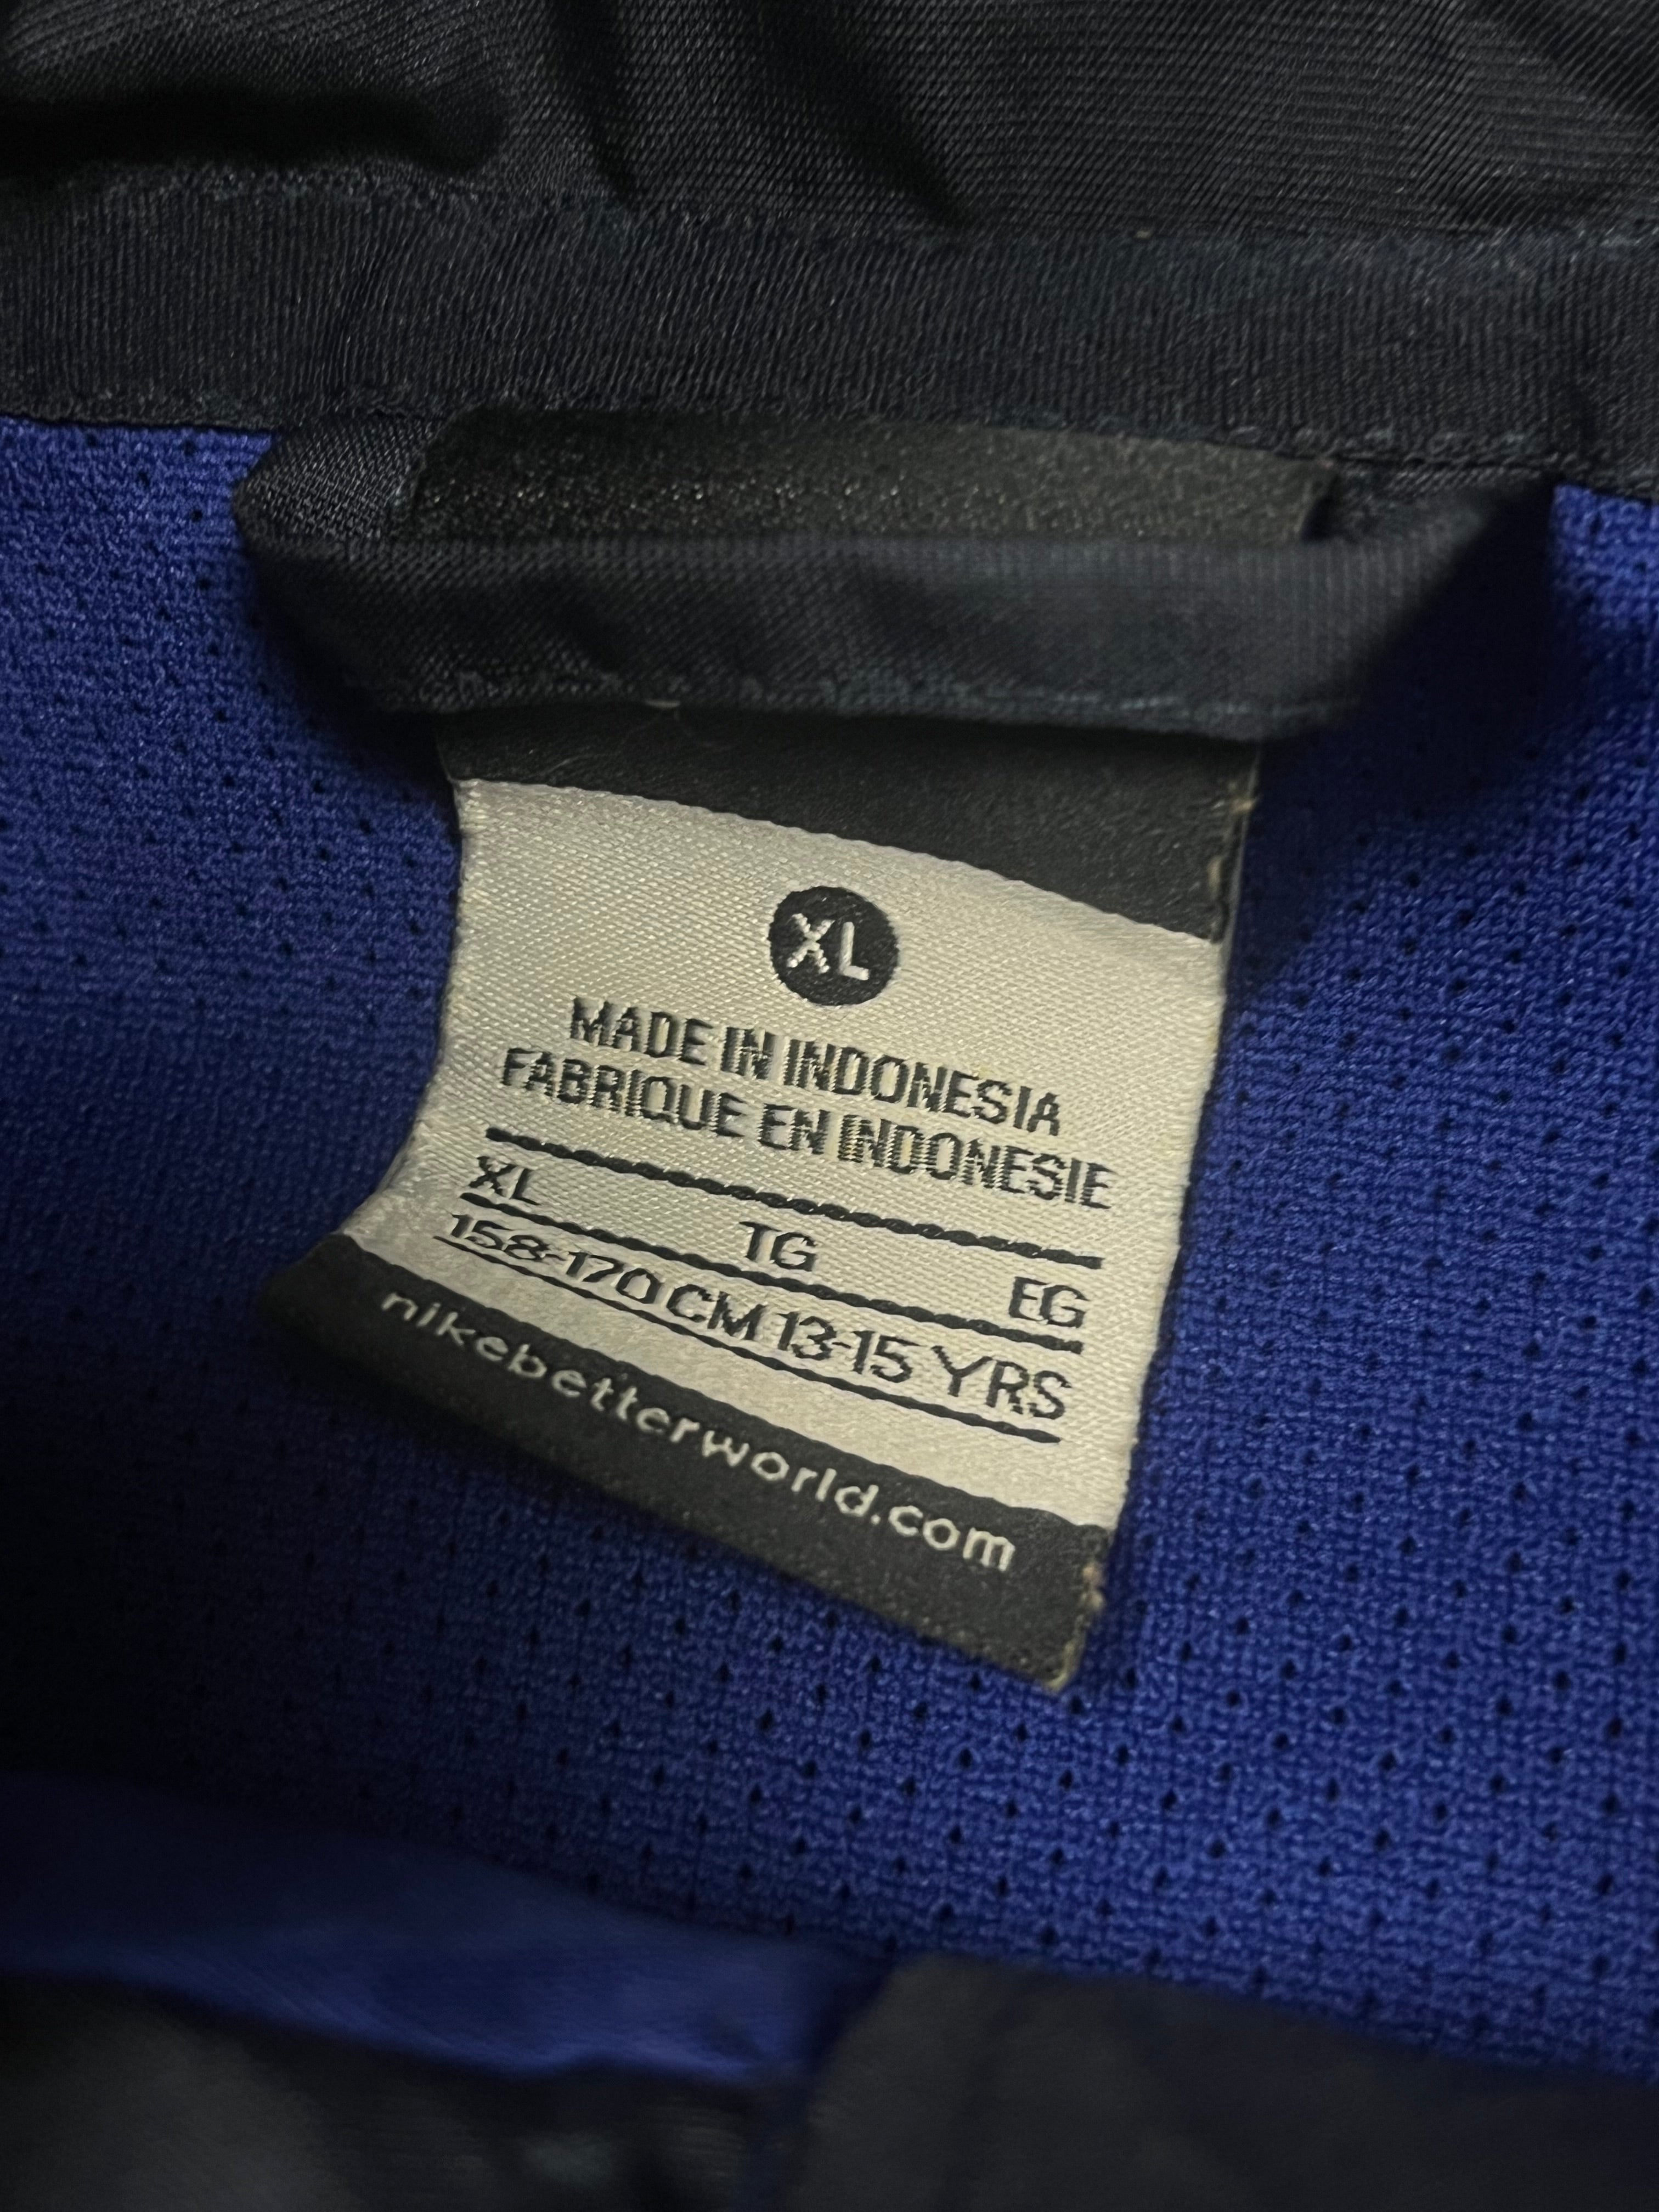 XL
MADE IN INDONESIA
FABRIQUE EN INDONESIE
XL TG EG
158-170 CM 13-15 YRS
nikebetterworld.com